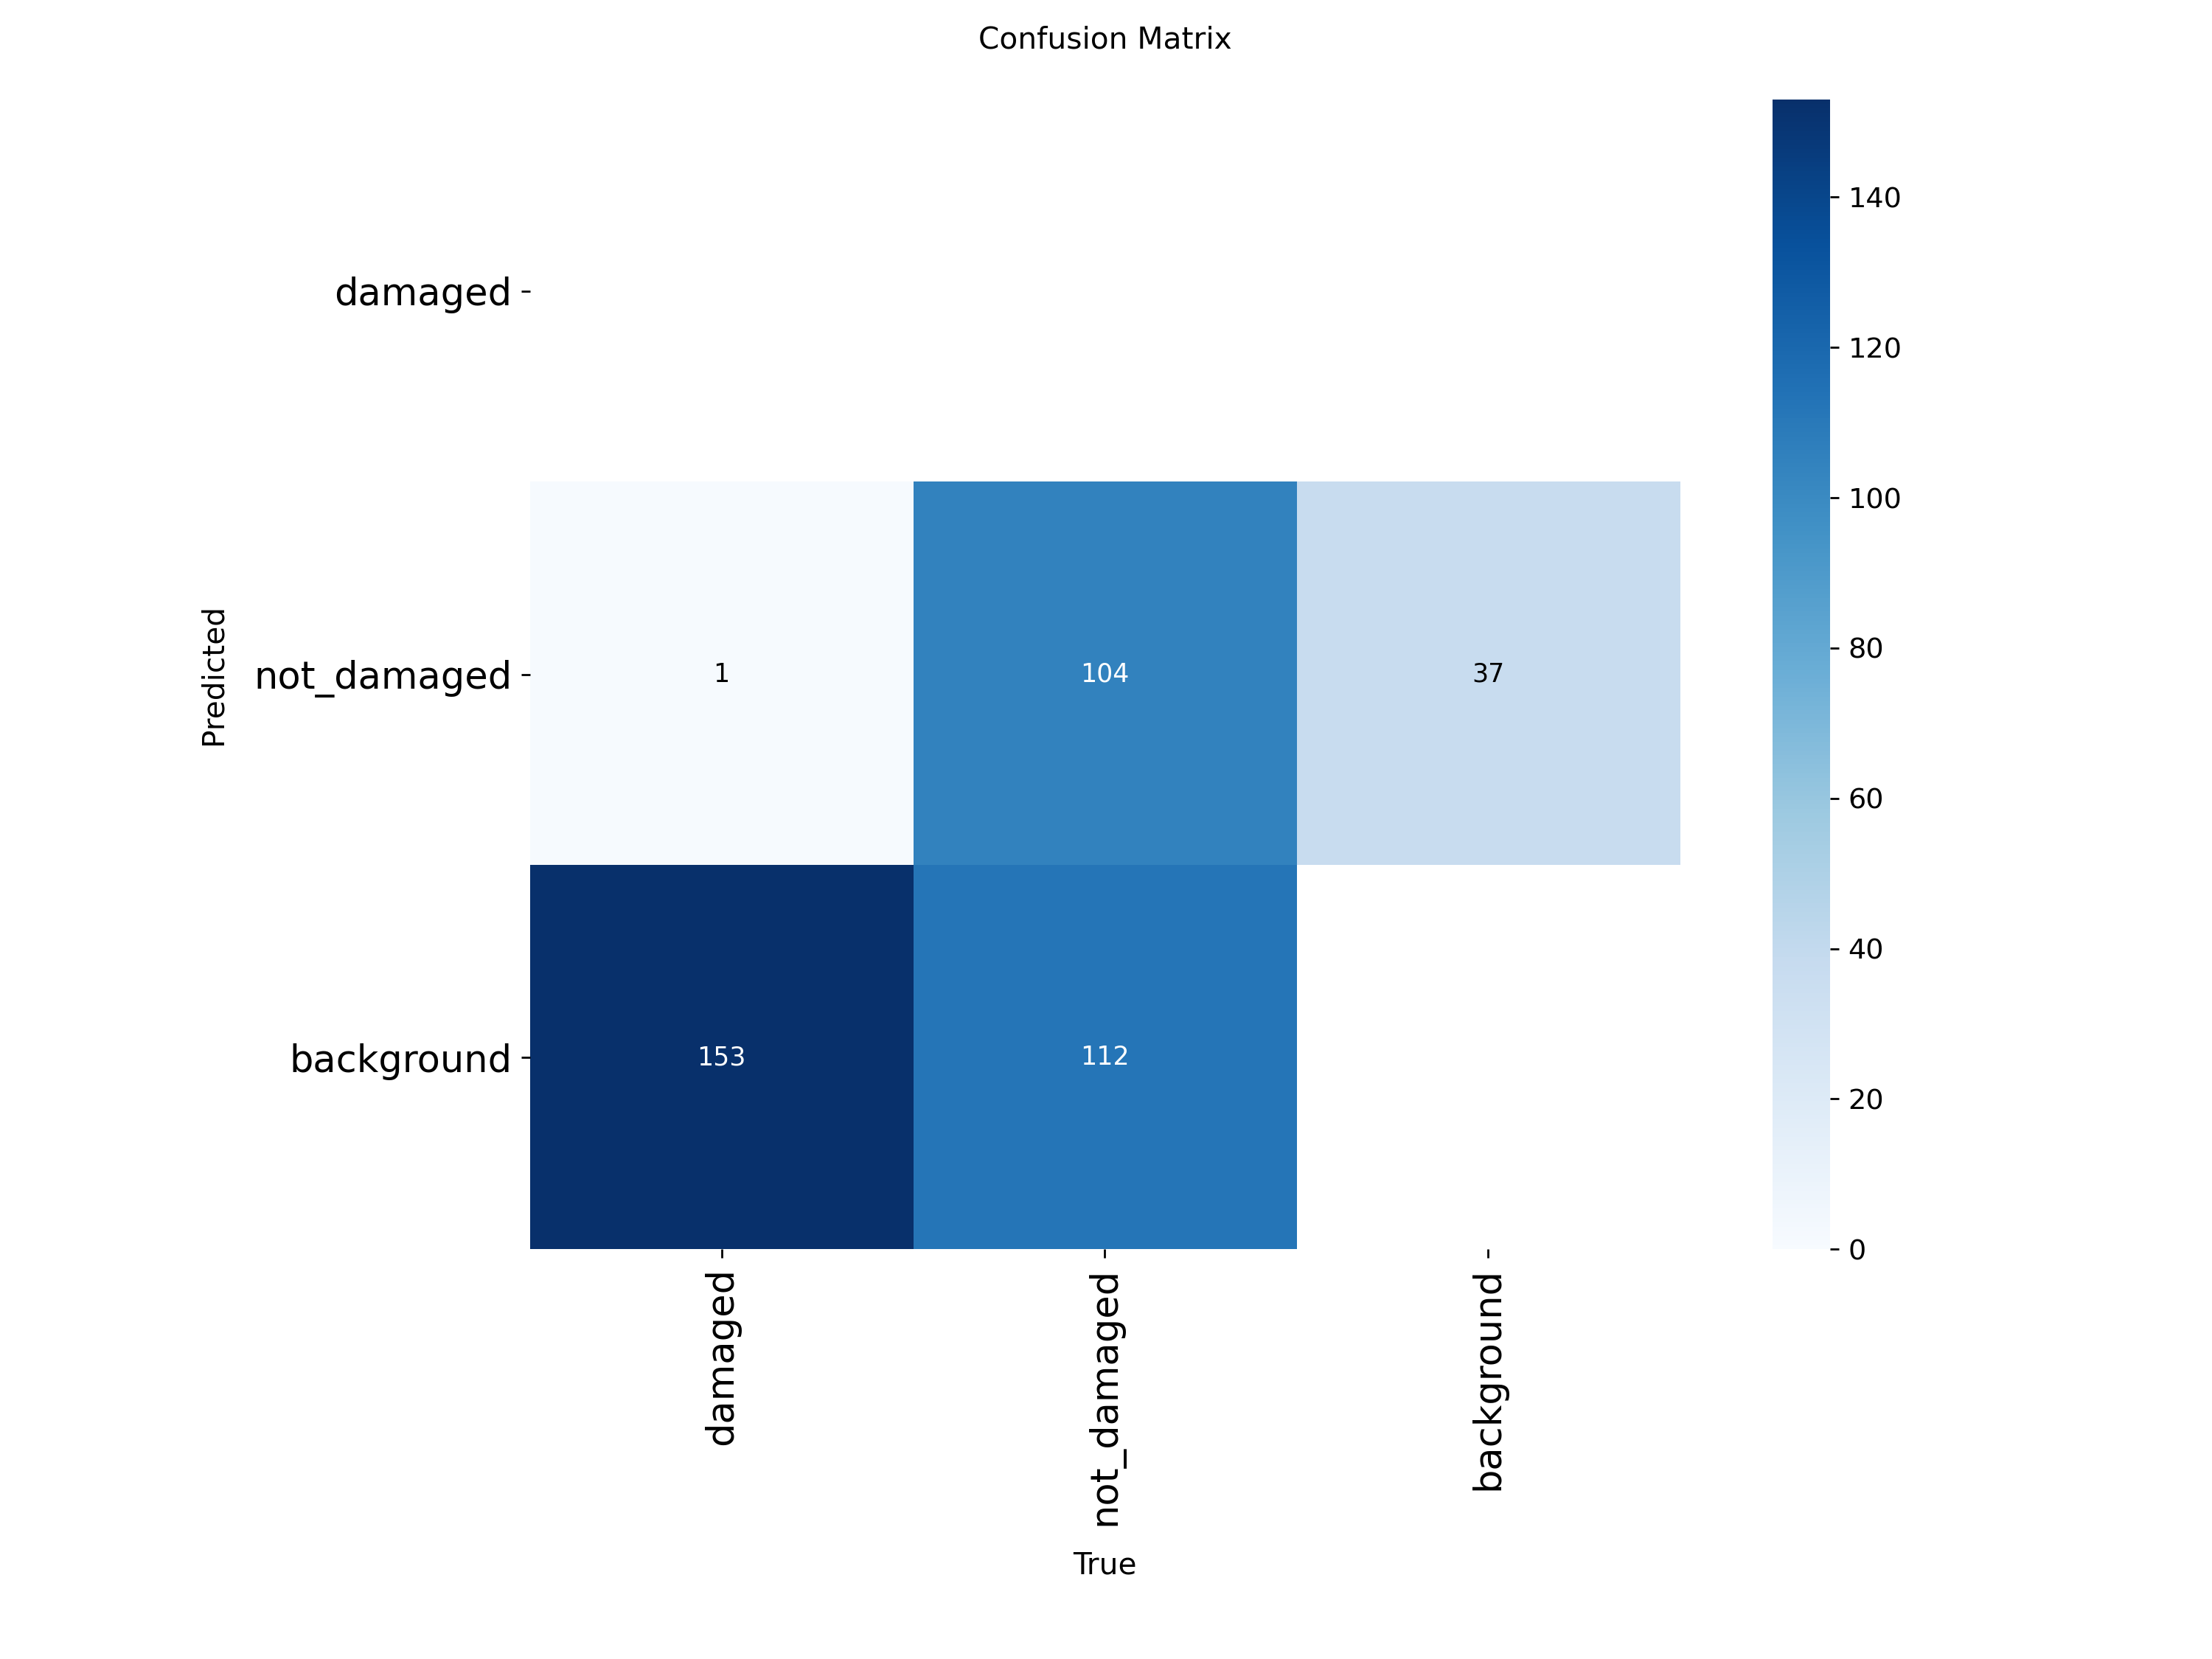 Confusion Matrix
Predicted
damaged
not_damaged
background
1
104
37
153
112
damaged
not_damaged
background
True
140
120
100
80
60
40
20
0